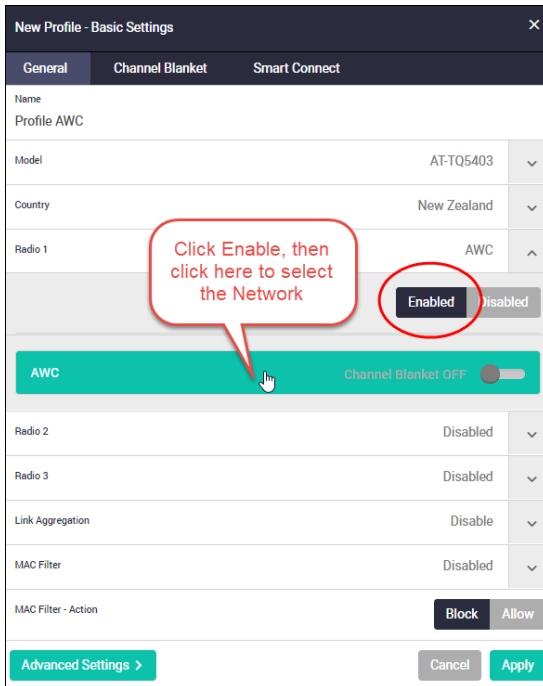 New Profile - Basic Settings ×
General Channel Blanket Smart Connect
Name
Profile AWC
Model AT-TQ5403
Country New Zealand
Radio 1 AWC
Click Enable, then
click here to select
the Network
Enabled Disabled
AWC Channel Blanket OFF
Radio 2 Disabled
Radio 3 Disabled
Link Aggregation Disable
MAC Filter Disabled
MAC Filter - Action Block Allow
Advanced Settings > Cancel Apply